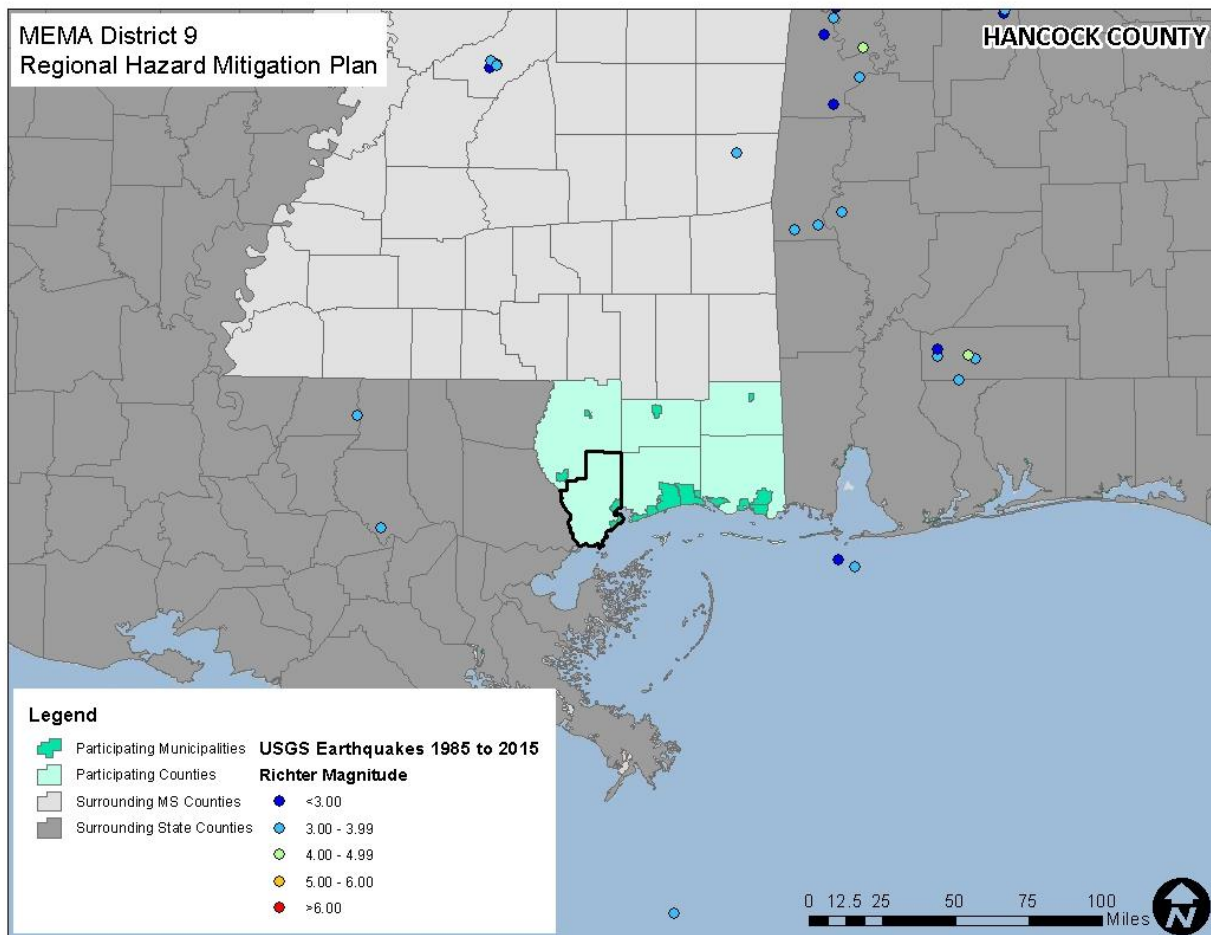 MEMA District 9
Regional Hazard Mitigation Plan
HANCOCK COUNTY
Legend
Participating Municipalities
Participating Counties
Surrounding MS Counties
Surrounding State Counties
USGS Earthquakes 1985 to 2015
Richter Magnitude
<3.00
3.00 - 3.99
4.00 - 4.99
5.00 - 6.00
>6.00
0 12.5 25 50 75 100
Miles
N